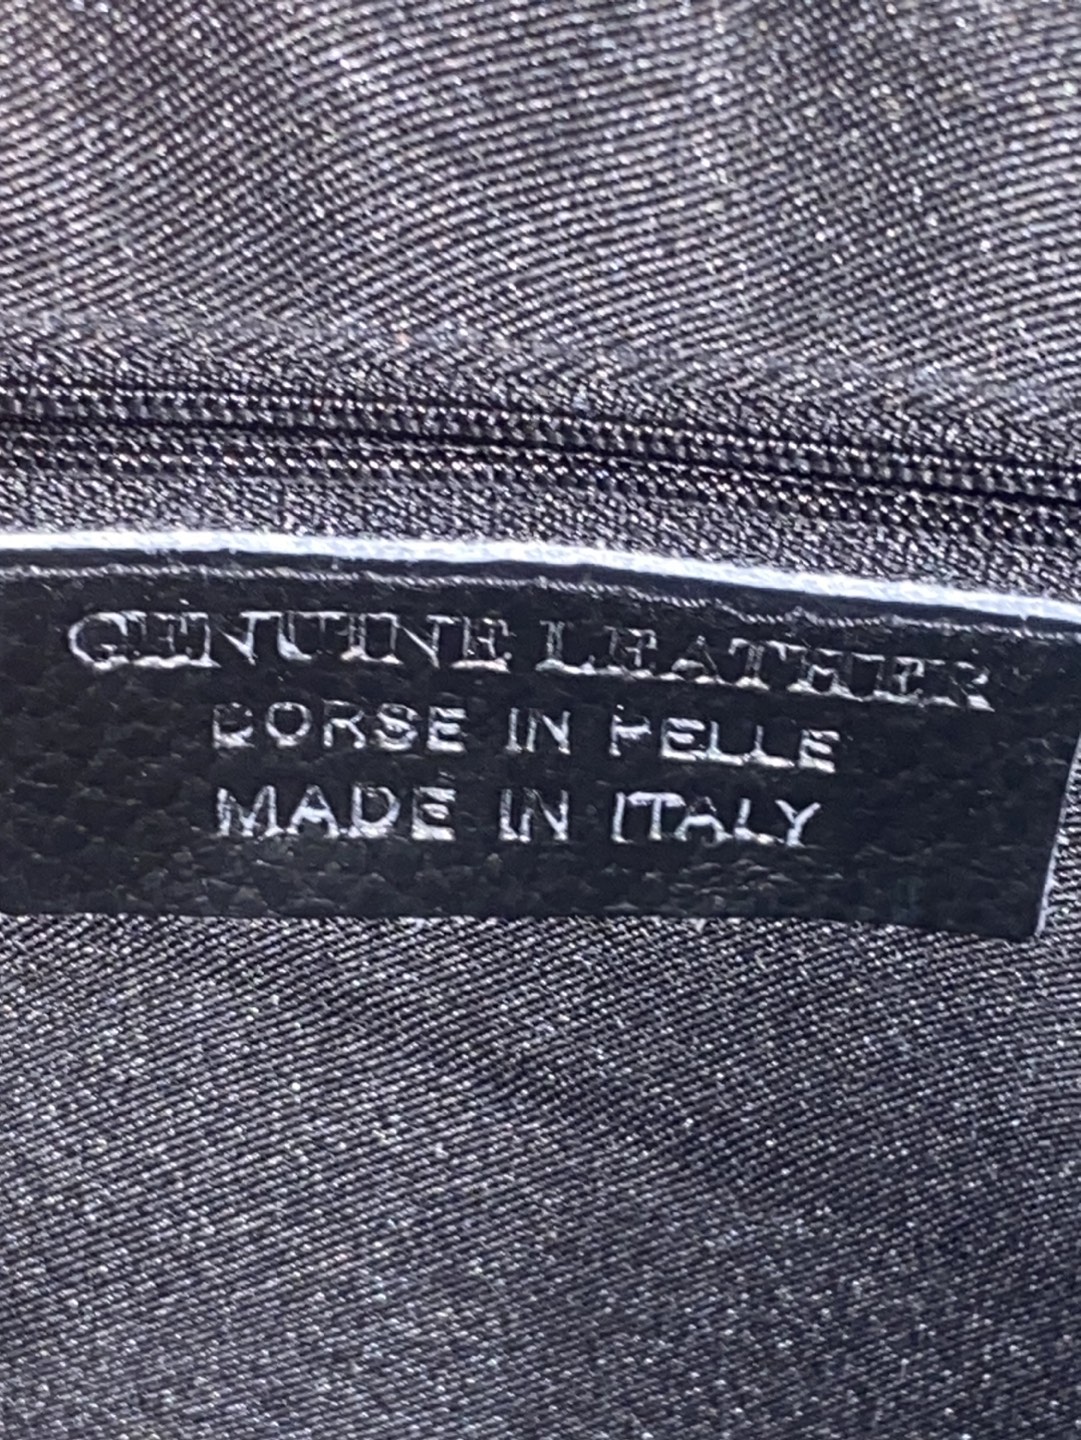 GENUINE LEATHER
BORSE IN PELLE
MADE IN ITALY